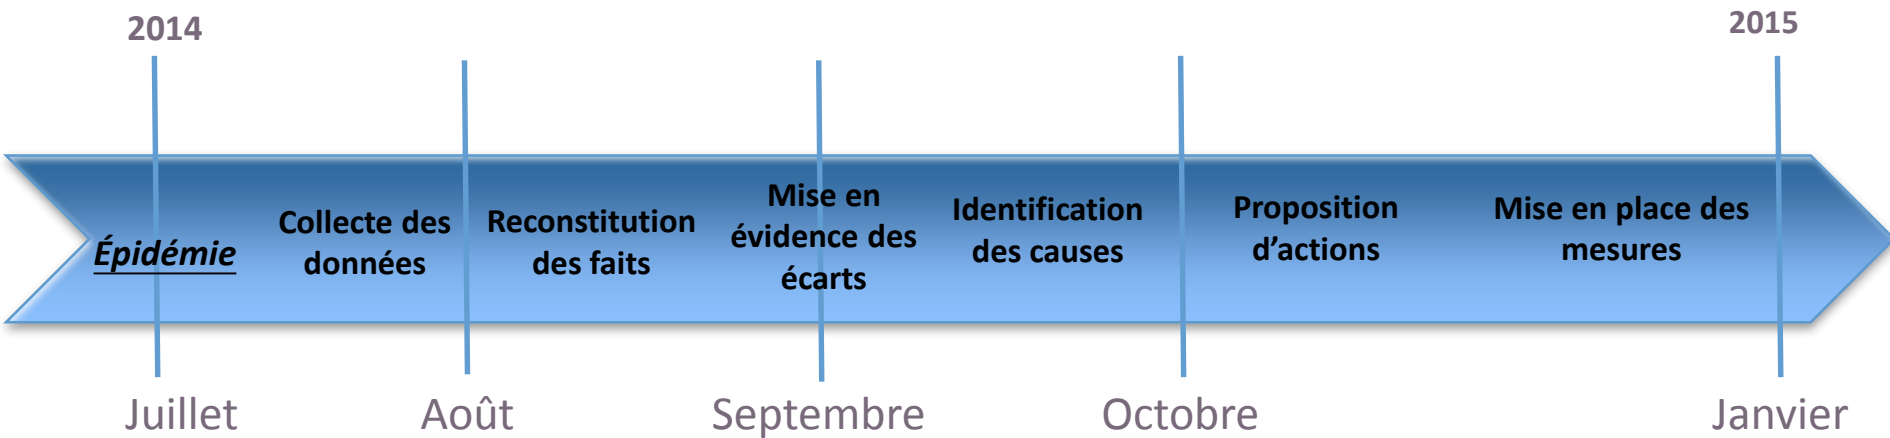 2014
2015
Épidémie
Collecte des
données
Reconstitution
des faits
Mise en
évidence des
écarts
Identification
des causes
Proposition
d’actions
Mise en place des
mesures
Juillet
Août
Septembre
Octobre
Janvier